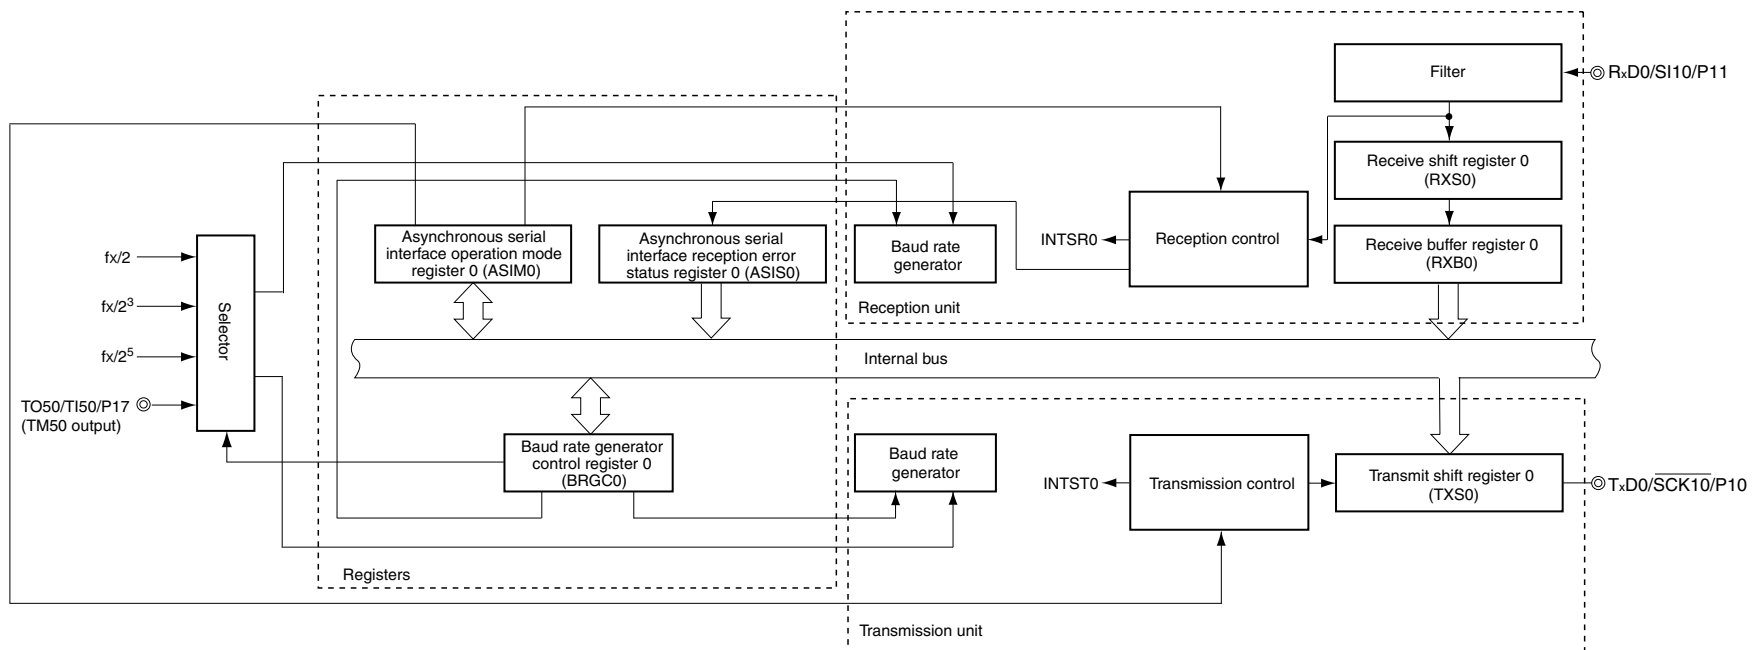 Filter
RxD0/SI10/P11
Receive shift register 0
(RXS0)
Receive buffer register 0
(RXB0)
Reception control
INTSR0
Baud rate
generator
Reception unit
Asynchronous serial
interface operation mode
register 0 (ASIM0)
Asynchronous serial
interface reception error
status register 0 (ASIS0)
fx/2
fx/2³
fx/2⁵
TO50/TI50/P17
(TM50 output)
Selector
Internal bus
Baud rate generator
control register 0
(BRGC0)
Registers
Baud rate
generator
INTST0
Transmission control
Transmit shift register 0
(TXS0)
TxD0/S̅C̅K̅1̅0̅/P10
Transmission unit